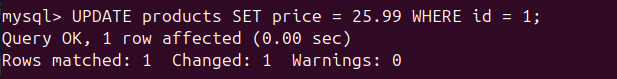 mysql> UPDATE products SET price = 25.99 WHERE id = 1;
Query OK, 1 row affected (0.00 sec)
Rows matched: 1  Changed: 1  Warnings: 0